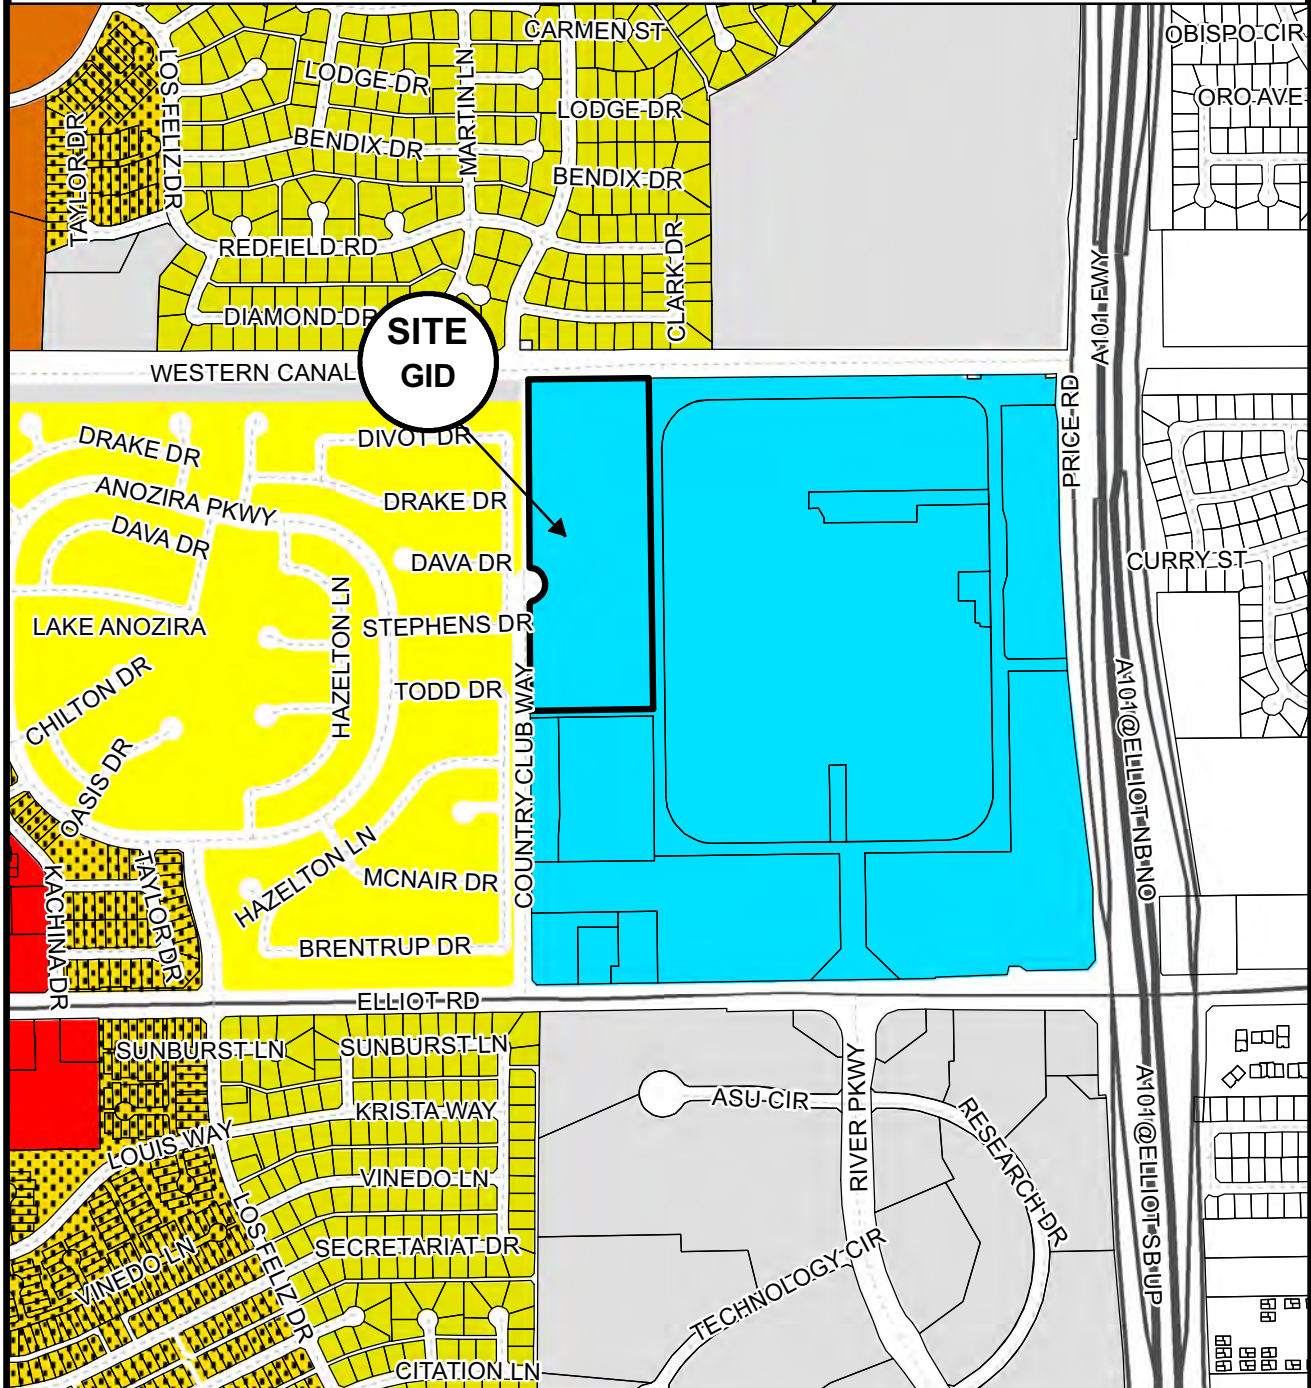 CARMEN ST
OBISPO CIR
LOS FELIZ DR
LODGE DR
MARTIN LN
LODGE DR
ORO AVE
TAYLOR DR
BENDIX DR
BENDIX DR
REDFIELD RD
CLARK DR
A101 FWY
DIAMOND DR
SITE
GID
WESTERN CANAL
PRICE RD
DRAKE DR
DIVOT DR
ANOZIRA PKWY
DRAKE DR
DAVA DR
DAVA DR
CURRY ST
LAKE ANOZIRA
HAZELTON LN
STEPHENS DR
CHILTON DR
TODD DR
COUNTRY CLUB WAY
A101@ELLIOT NB NO
OASIS DR
KACHINA DR
TAYLOR DR
HAZELTON LN
MCNAIR DR
BRENTRUP DR
ELLIOT RD
SUNBURST LN
SUNBURST LN
ASU CIR
RIVER PKWY
RESEARCH DR
A101@ELLIOT SB UP
KRISTA WAY
LOUIS WAY
VINEDO LN
LOS FELIZ DR
VINEDO LN
SECRETARIAT DR
TECHNOLOGY CIR
CITATION LN